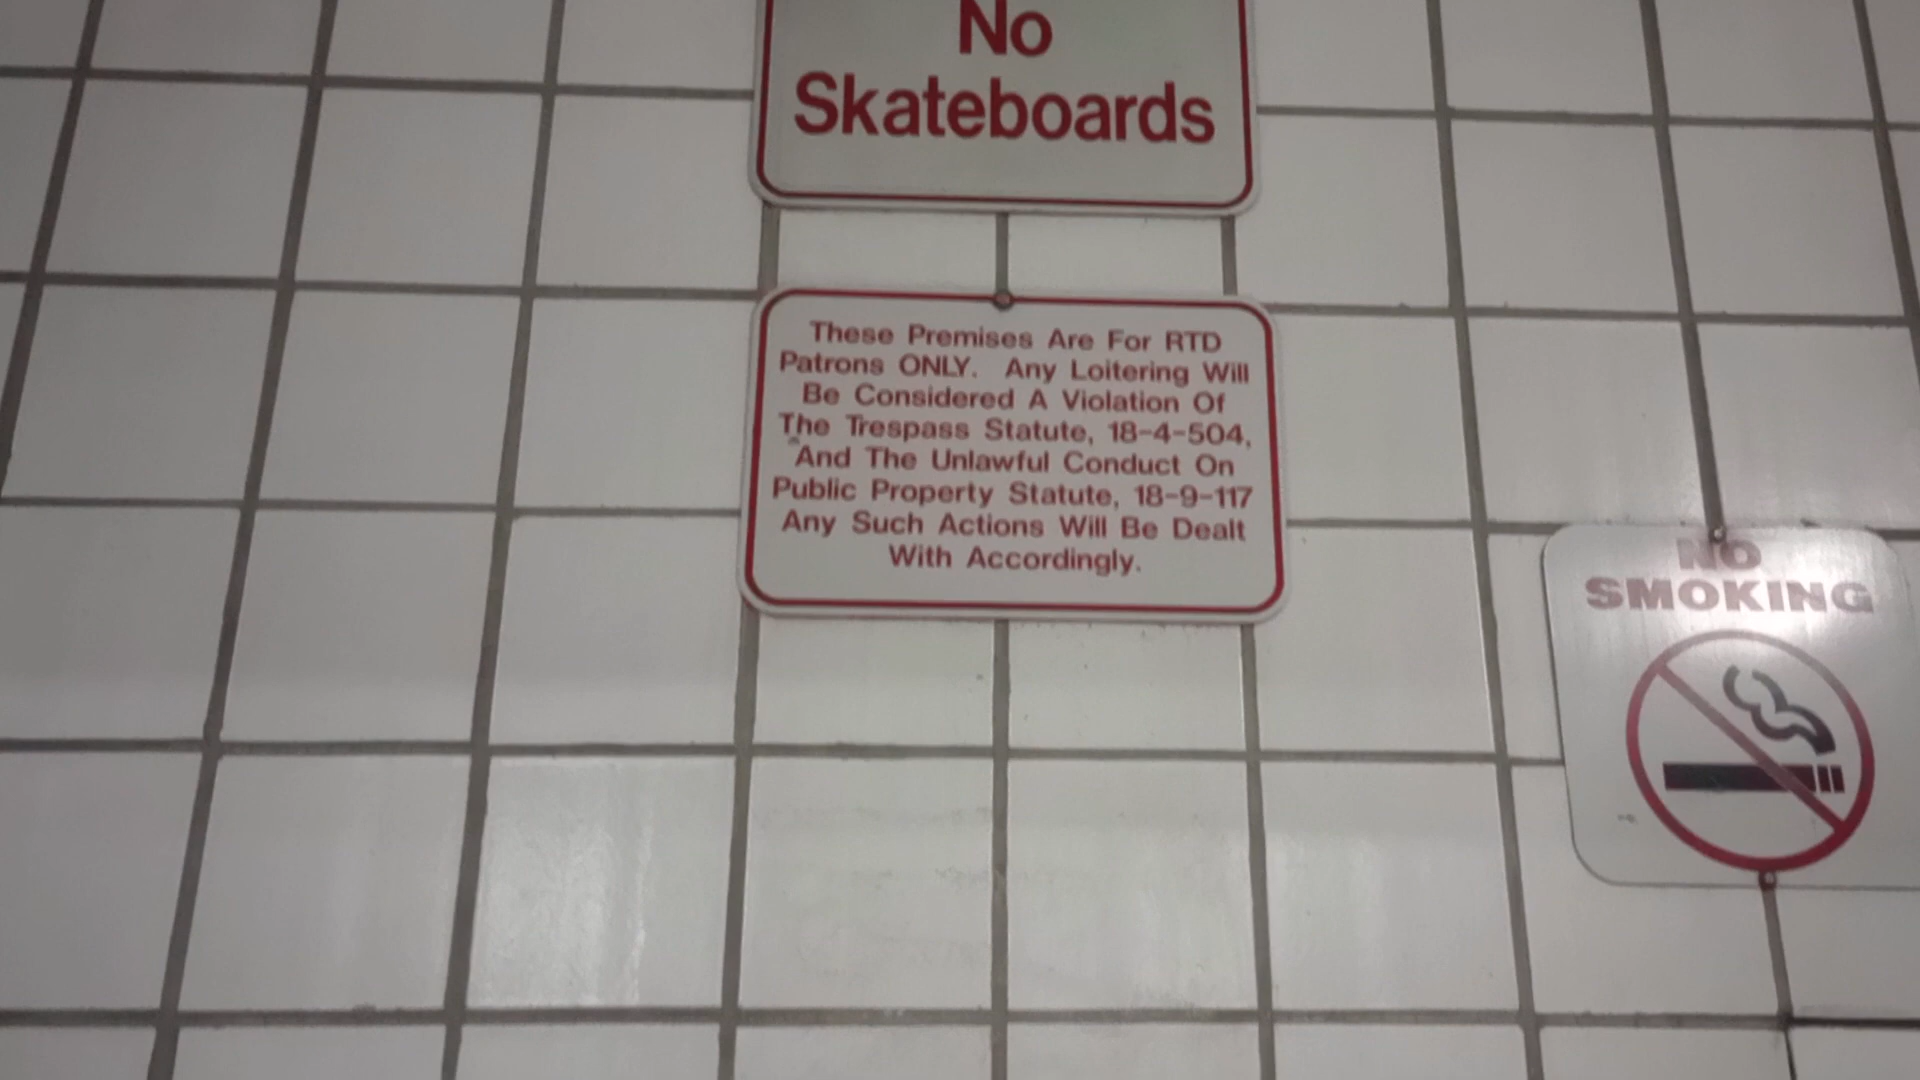 No
Skateboards
These Premises Are For RTD
Patrons ONLY. Any Loitering Will
Be Considered A Violation Of
The Trespass Statute, 18-4-504,
And The Unlawful Conduct On
Public Property Statute, 18-9-117
Any Such Actions Will Be Dealt
With Accordingly.
NO
SMOKING